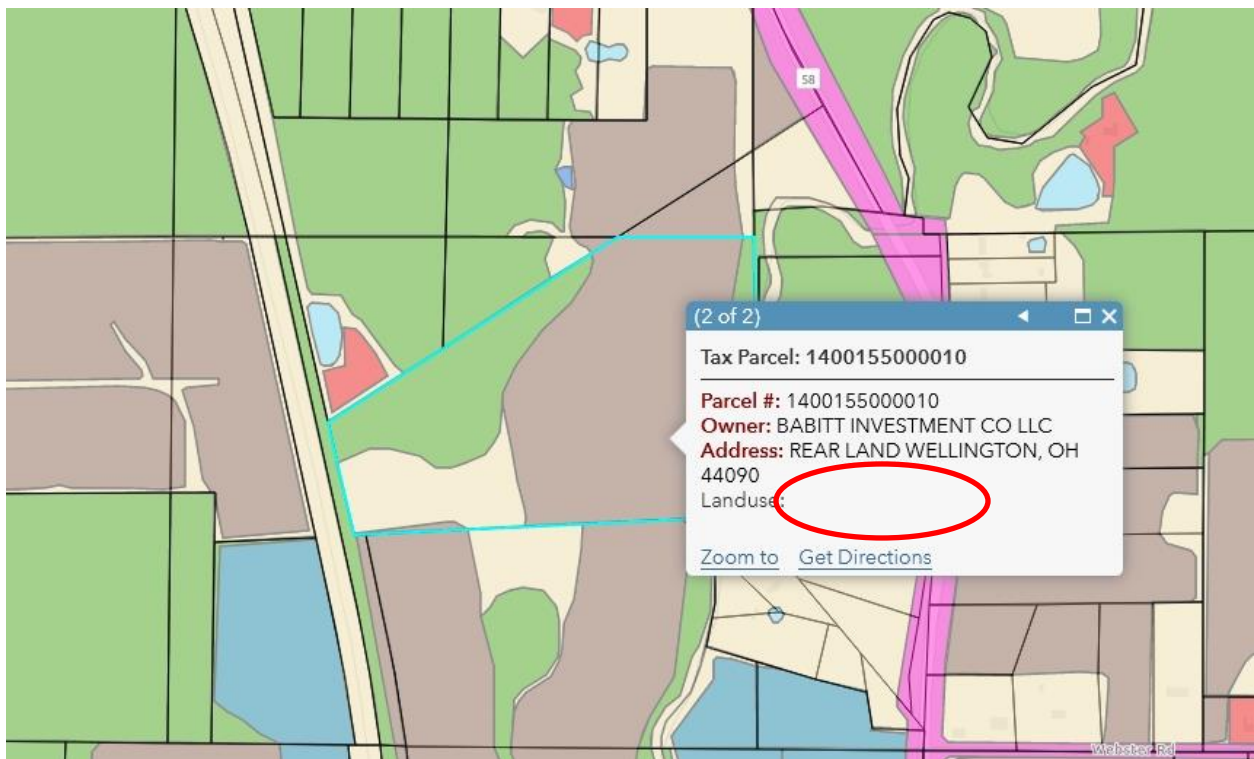 58
(2 of 2)
Tax Parcel: 1400155000010
Parcel #: 1400155000010
Owner: BABITT INVESTMENT CO LLC
Address: REAR LAND WELLINGTON, OH
44090
Landuse:
Zoom to Get Directions
Webster Rd